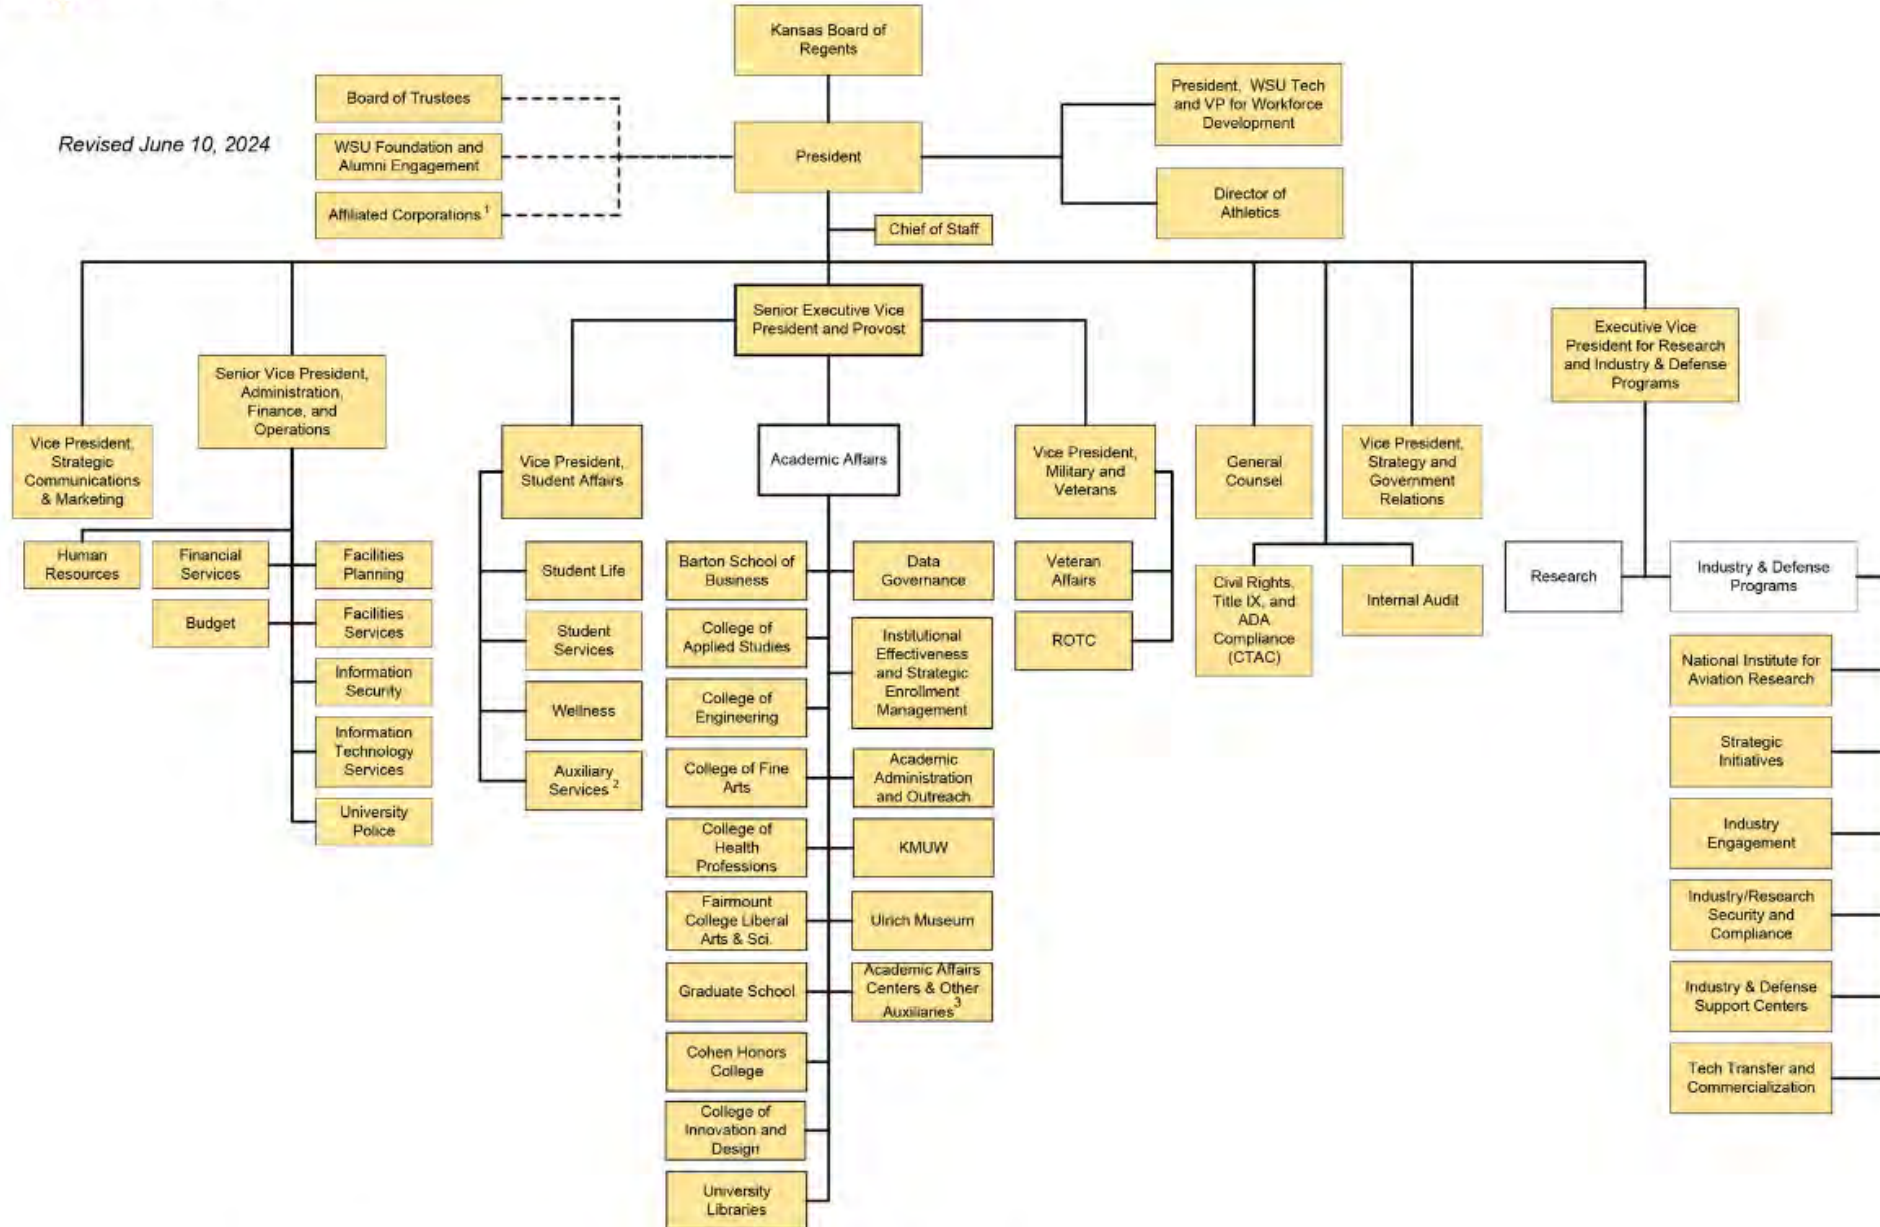 Kansas Board of
Regents
Board of Trustees
President, WSU Tech
and VP for Workforce
Development
Revised June 10, 2024
WSU Foundation and
Alumni Engagement
President
Affiliated Corporations 1
Director of
Athletics
Chief of Staff
Senior Executive Vice
President and Provost
Executive Vice
President for Research
and Industry & Defense
Programs
Senior Vice President,
Administration,
Finance, and
Operations
Vice President,
Strategic
Communications
& Marketing
Vice President,
Student Affairs
Academic Affairs
Vice President,
Military and
Veterans
General
Counsel
Vice President,
Strategy and
Government
Relations
Human
Resources
Financial
Services
Facilities
Planning
Budget
Facilities
Services
Information
Security
Information
Technology
Services
University
Police
Student Life
Student
Services
Wellness
Auxiliary
Services 2
Barton School of
Business
Data
Governance
College of
Applied Studies
Institutional
Effectiveness
and Strategic
Enrollment
Management
College of
Engineering
College of Fine
Arts
Academic
Administration
and Outreach
College of
Health
Professions
KMUW
Fairmount
College Liberal
Arts & Sci.
Ulrich Museum
Graduate School
Academic Affairs
Centers & Other
Auxiliaries 3
Cohen Honors
College
College of
Innovation and
Design
University
Libraries
Veteran
Affairs
ROTC
Civil Rights,
Title IX, and
ADA
Compliance
(CTAC)
Internal Audit
Research
Industry & Defense
Programs
National Institute for
Aviation Research
Strategic
Initiatives
Industry
Engagement
Industry/Research
Security and
Compliance
Industry & Defense
Support Centers
Tech Transfer and
Commercialization